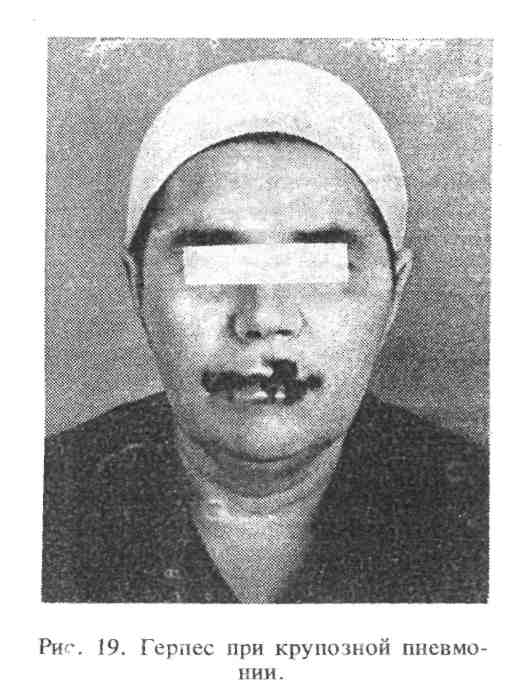 Рис. 19. Герпес при крупозной пневмо-
нии.